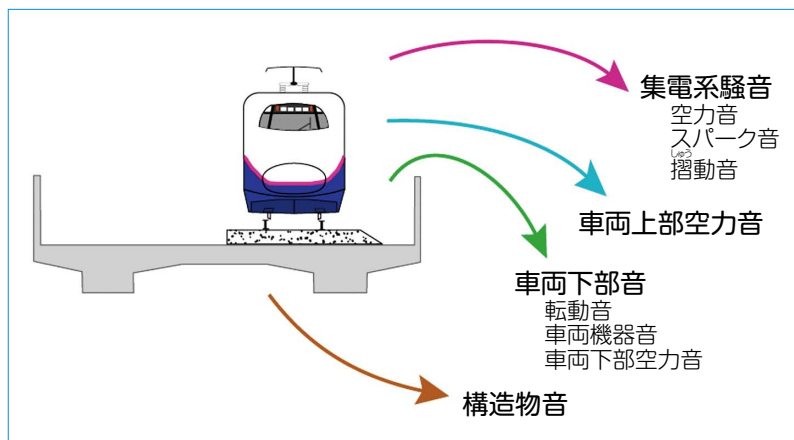 集電系騒音
空力音
スパーク音
しゅう
摺動音
車両上部空力音
車両下部音
転動音
車両機器音
車両下部空力音
構造物音